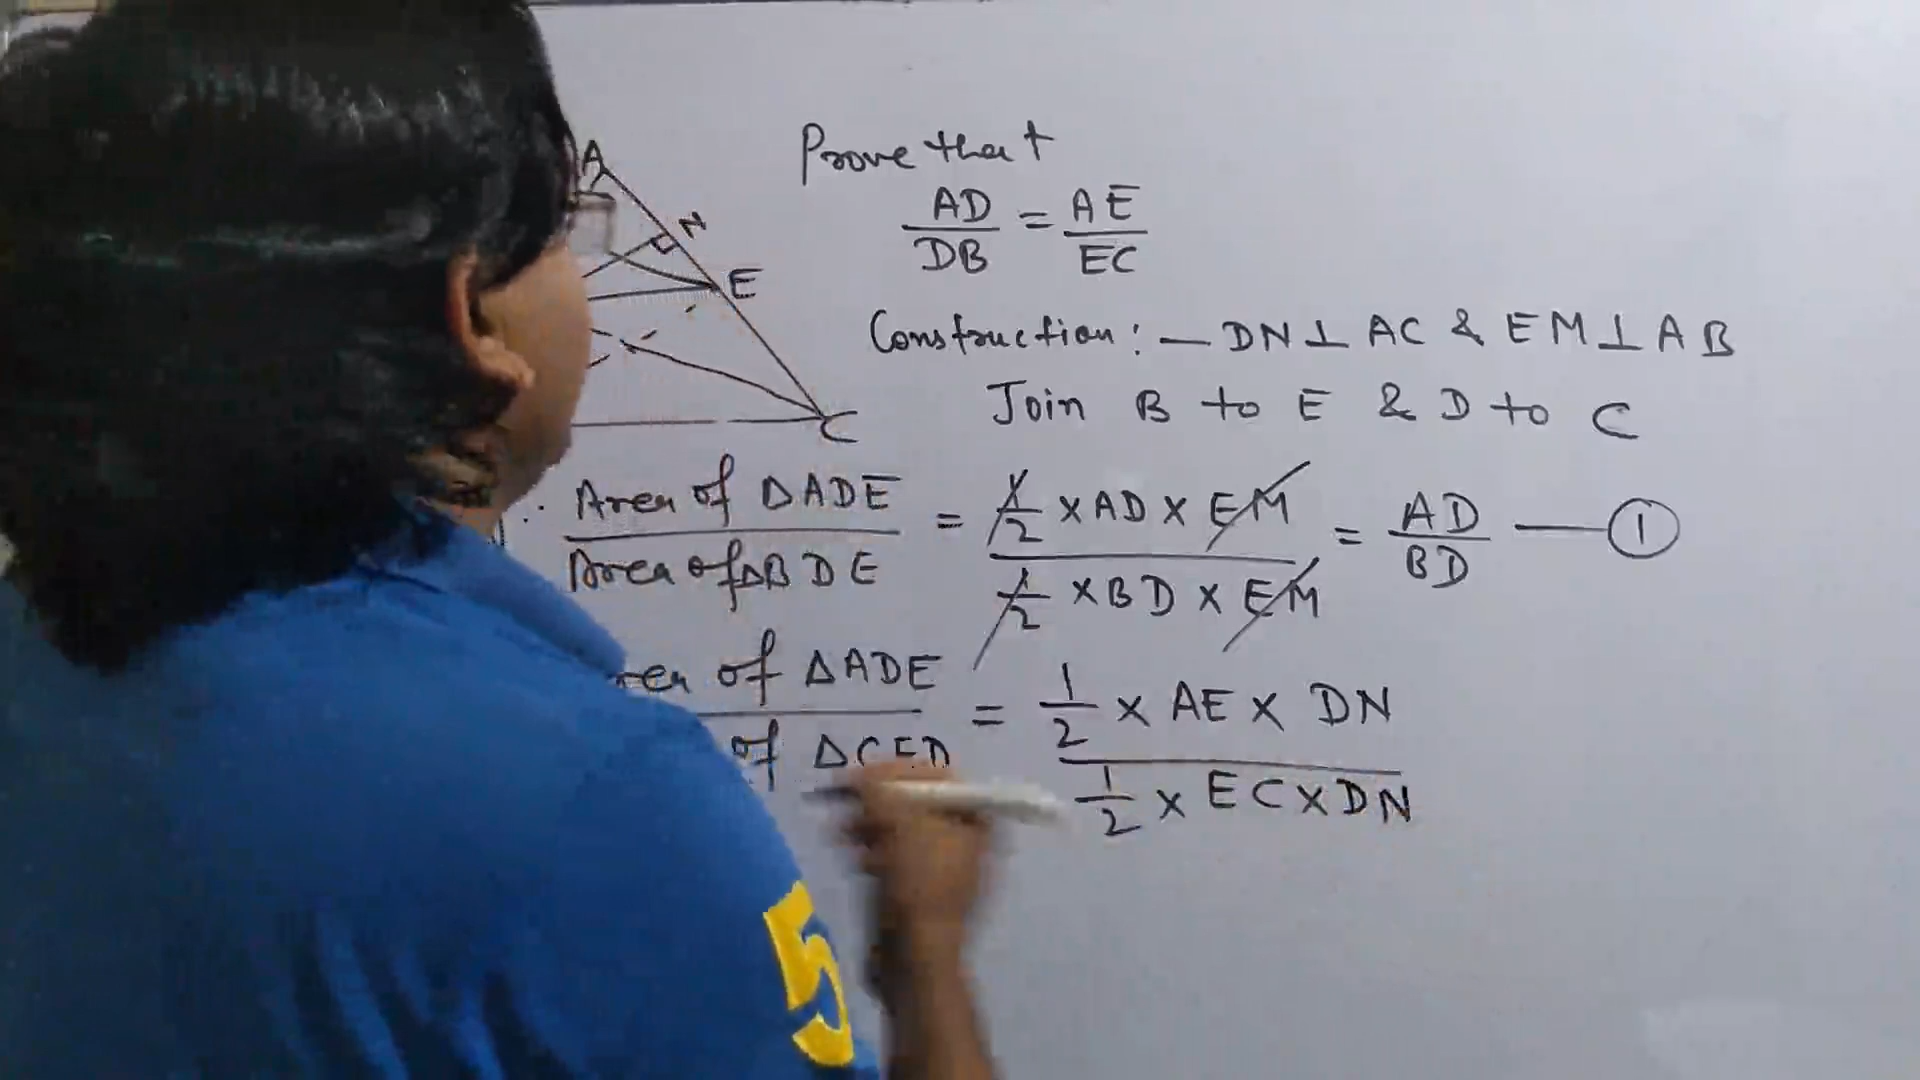 A
N
E
C
Prove that
AD/DB = AE/EC
Construction: — DN⊥AC & EM⊥AB
Join B to E & D to C
∴ Area of ΔADE/Area of ΔBDE = 1/2 × AD × EM/1/2 × BD × EM = AD/BD — ①
of ΔADE/of ΔCED = 1/2 × AE × DN/1/2 × EC × DN
5